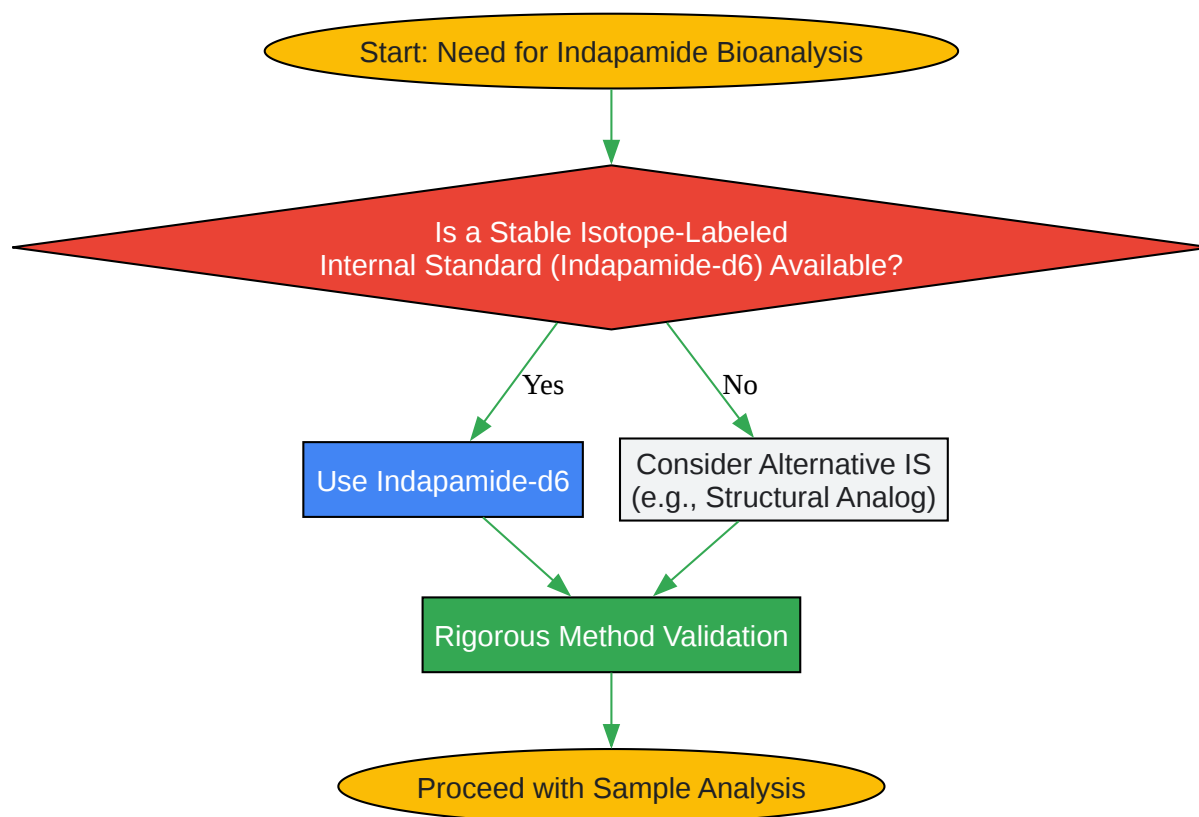 Start: Need for Indapamide Bioanalysis
Is a Stable Isotope-Labeled
Internal Standard (Indapamide-d6) Available?
Yes
No
Use Indapamide-d6
Consider Alternative IS
(e.g., Structural Analog)
Rigorous Method Validation
Proceed with Sample Analysis